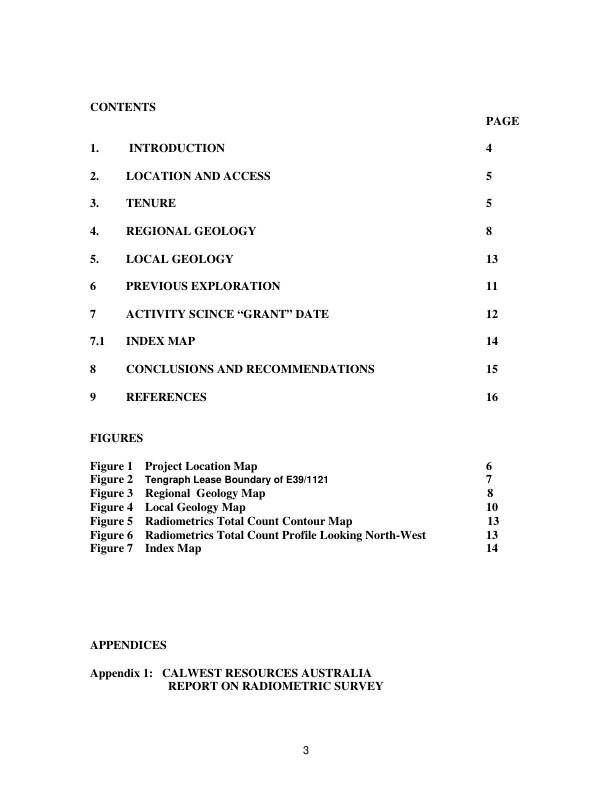 CONTENTS
PAGE
1. INTRODUCTION 4
2. LOCATION AND ACCESS 5
3. TENURE 5
4. REGIONAL GEOLOGY 8
5. LOCAL GEOLOGY 13
6 PREVIOUS EXPLORATION 11
7 ACTIVITY SCINCE “GRANT” DATE 12
7.1 INDEX MAP 14
8 CONCLUSIONS AND RECOMMENDATIONS 15
9 REFERENCES 16
FIGURES
Figure 1 Project Location Map 6
Figure 2 Tengraph Lease Boundary of E39/1121 7
Figure 3 Regional Geology Map 8
Figure 4 Local Geology Map 10
Figure 5 Radiometrics Total Count Contour Map 13
Figure 6 Radiometrics Total Count Profile Looking North-West 13
Figure 7 Index Map 14
APPENDICES
Appendix 1: CALWEST RESOURCES AUSTRALIA
REPORT ON RADIOMETRIC SURVEY
3